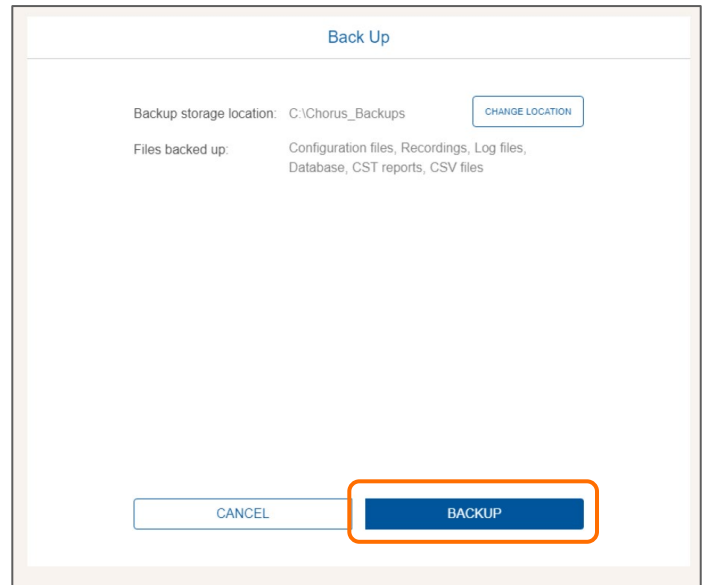 Back Up
Backup storage location: C:\Chorus_Backups CHANGE LOCATION
Files backed up: Configuration files, Recordings, Log files,
Database, CST reports, CSV files
CANCEL BACKUP